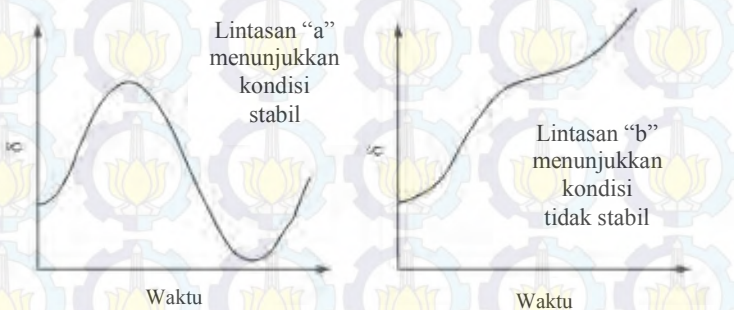 Lintasan “a”
menunjukkan
kondisi
stabil
δ
Waktu
Lintasan “b”
menunjukkan
kondisi
tidak stabil
δ
Waktu